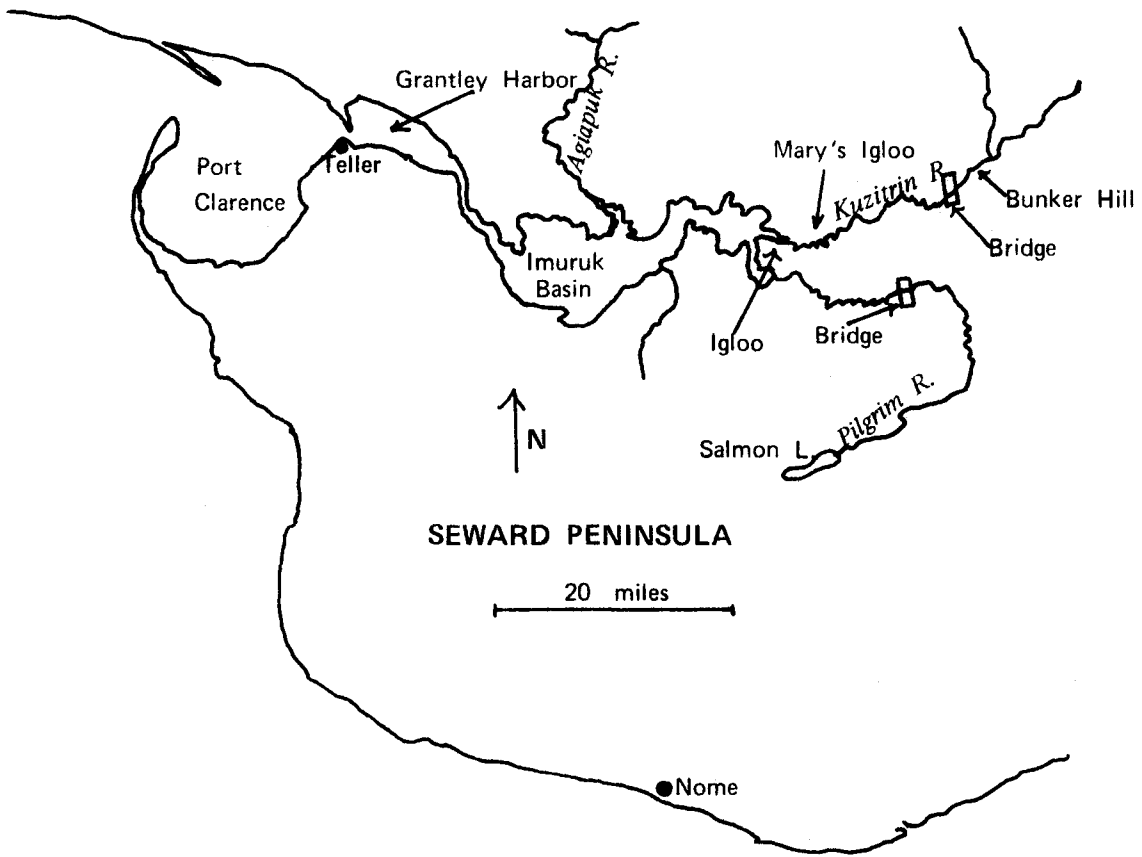 Grantley Harbor
Agiapuk R.
Port
Clarence
Teller
Mary's Igloo
Kuzitrin R.
Bunker Hill
Bridge
Imuruk
Basin
Igloo
Bridge
Pilgrim R.
Salmon L.
N
SEWARD PENINSULA
20 miles
Nome